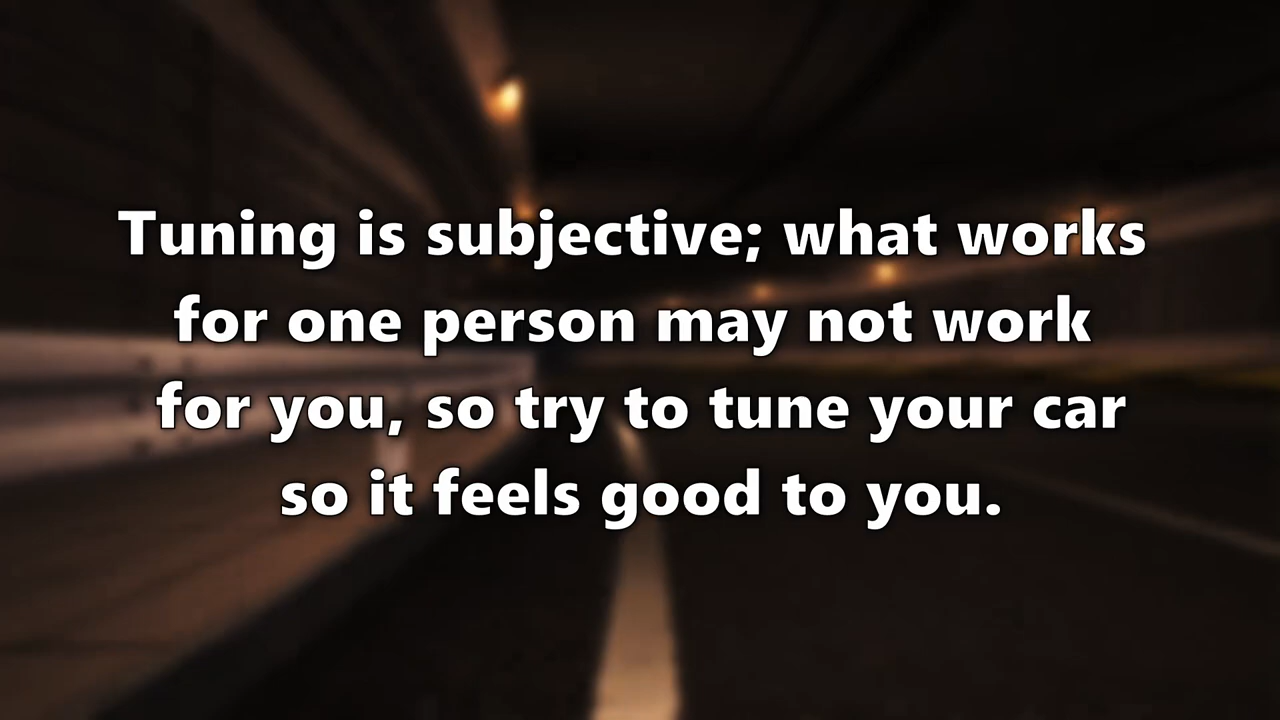 Tuning is subjective; what works
for one person may not work
for you, so try to tune your car
so it feels good to you.